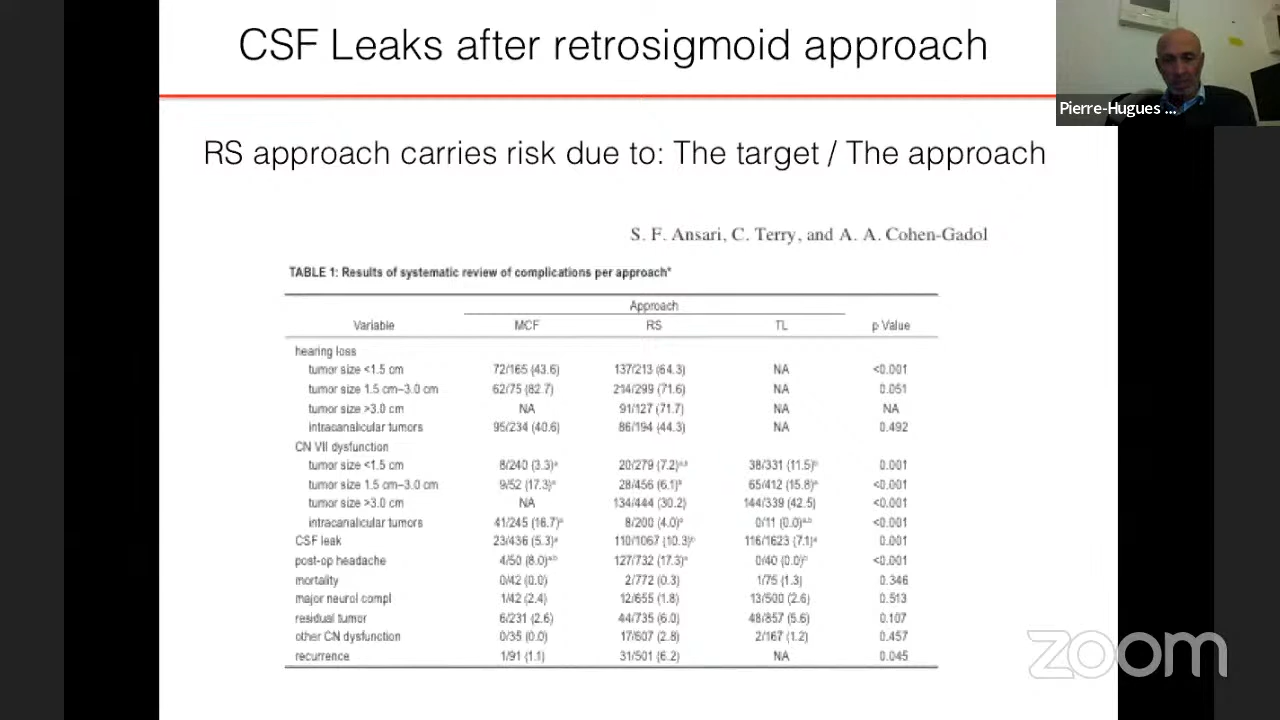 CSF Leaks after retrosigmoid approach
Pierre-Hugues ...
RS approach carries risk due to: The target / The approach
S. F. Ansari, C. Terry, and A. A. Cohen-Gadol
TABLE 1: Results of systematic review of complications per approach*
Approach
Variable MCF RS TL p Value
hearing loss
tumor size <1.5 cm 72/165 (43.6) 137/213 (64.3) NA <0.001
tumor size 1.5 cm–3.0 cm 62/75 (82.7) 214/299 (71.6) NA 0.051
tumor size >3.0 cm NA 91/127 (71.7) NA NA
intracanalicular tumors 95/234 (40.6) 86/194 (44.3) NA 0.492
CN VII dysfunction
tumor size <1.5 cm 8/240 (3.3) 20/279 (7.2) 38/331 (11.5) 0.001
tumor size 1.5 cm–3.0 cm 9/52 (17.3) 28/456 (6.1) 65/412 (15.8) <0.001
tumor size >3.0 cm NA 134/444 (30.2) 144/339 (42.5) <0.001
intracanalicular tumors 41/245 (16.7) 8/200 (4.0) 0/11 (0.0) <0.001
CSF leak 23/436 (5.3) 110/1067 (10.3) 116/1623 (7.1) 0.001
post-op headache 4/50 (8.0) 127/732 (17.3) 0/40 (0.0) <0.001
mortality 0/42 (0.0) 2/772 (0.3) 1/75 (1.3) 0.346
major neurol compl 1/42 (2.4) 12/655 (1.8) 13/500 (2.6) 0.513
residual tumor 6/231 (2.6) 44/735 (6.0) 48/857 (5.6) 0.107
other CN dysfunction 0/35 (0.0) 17/607 (2.8) 2/167 (1.2) 0.457
recurrence 1/91 (1.1) 31/501 (6.2) NA 0.045
zoom